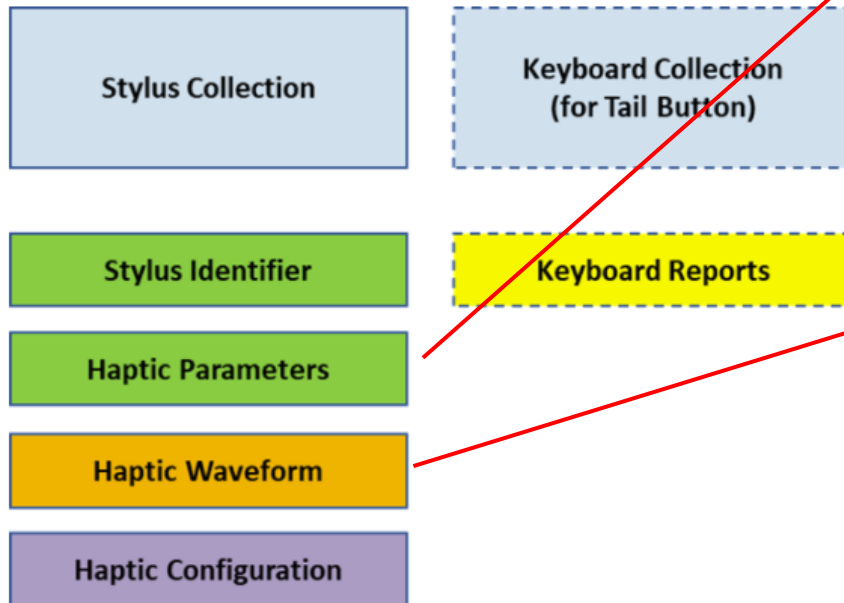 Stylus Collection
Keyboard Collection
(for Tail Button)
Stylus Identifier
Keyboard Reports
Haptic Parameters
Haptic Waveform
Haptic Configuration